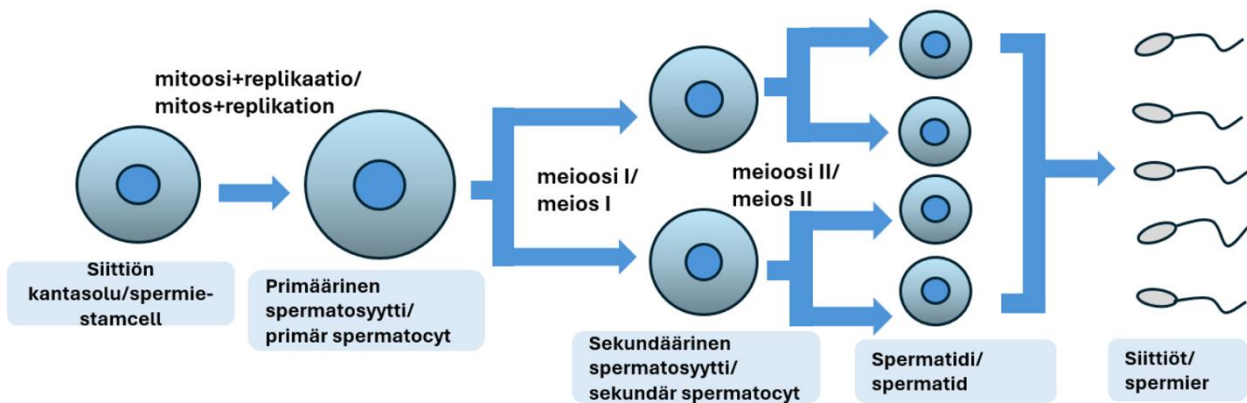 mitoosi+replikaatio/
mitos+replikation
meioosi I/
meios I
meioosi II/
meios II
Siittiön
kantasolu/spermie-
stamcell
Primäärinen
spermatosyytti/
primär spermatocyt
Sekundäärinen
spermatosyytti/
sekundär spermatocyt
Spermatidi/
spermatid
Siittiöt/
spermier